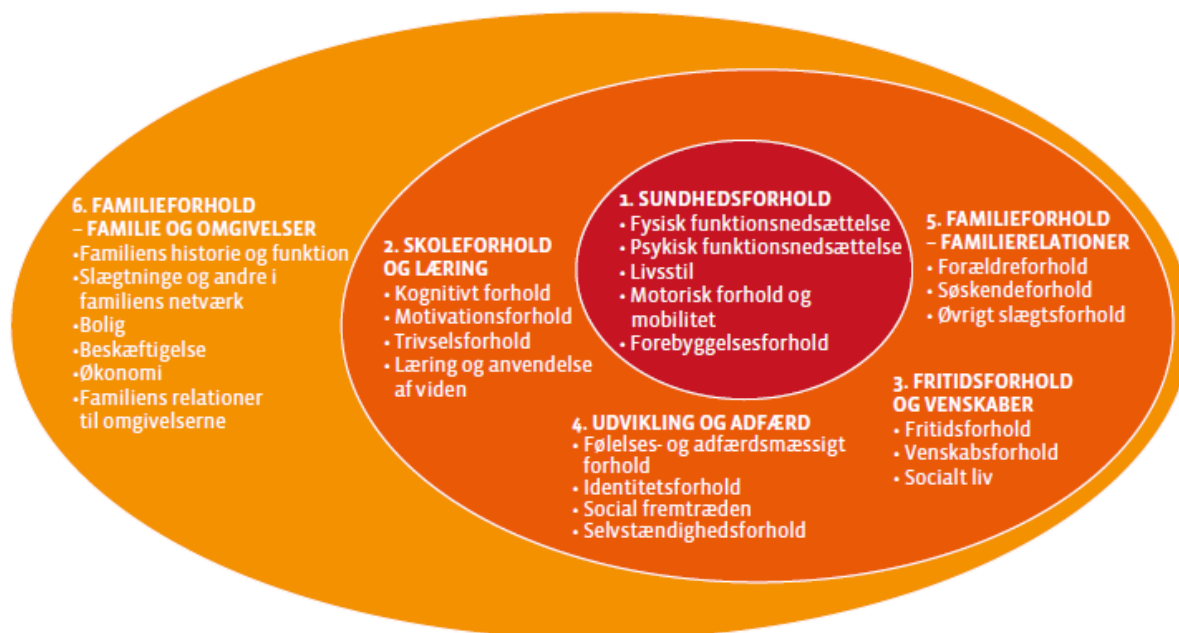 1. SUNDHEDSFORHOLD
• Fysisk funktionsnedsættelse
• Psykisk funktionsnedsættelse
• Livsstil
• Motorisk forhold og
mobilitet
• Forebyggelsesforhold
2. SKOLEFORHOLD
OG LÆRING
• Kognitivt forhold
• Motivationsforhold
• Trivselsforhold
• Læring og anvendelse
af viden
3. FRITIDSFORHOLD
OG VENSKABER
• Fritidsforhold
• Venskabsforhold
• Socialt liv
4. UDVIKLING OG ADFÆRD
• Følelses- og adfærdsmæssigt
forhold
• Identitetsforhold
• Social fremtræden
• Selvstændighedsforhold
5. FAMILIEFORHOLD
– FAMILIERELATIONER
• Forældreforhold
• Søskendeforhold
• Øvrigt slægtsforhold
6. FAMILIEFORHOLD
– FAMILIE OG OMGIVELSER
•Familiens historie og funktion
•Slægtninge og andre i
familiens netværk
•Bolig
•Beskæftigelse
•Økonomi
•Familiens relationer
til omgivelserne